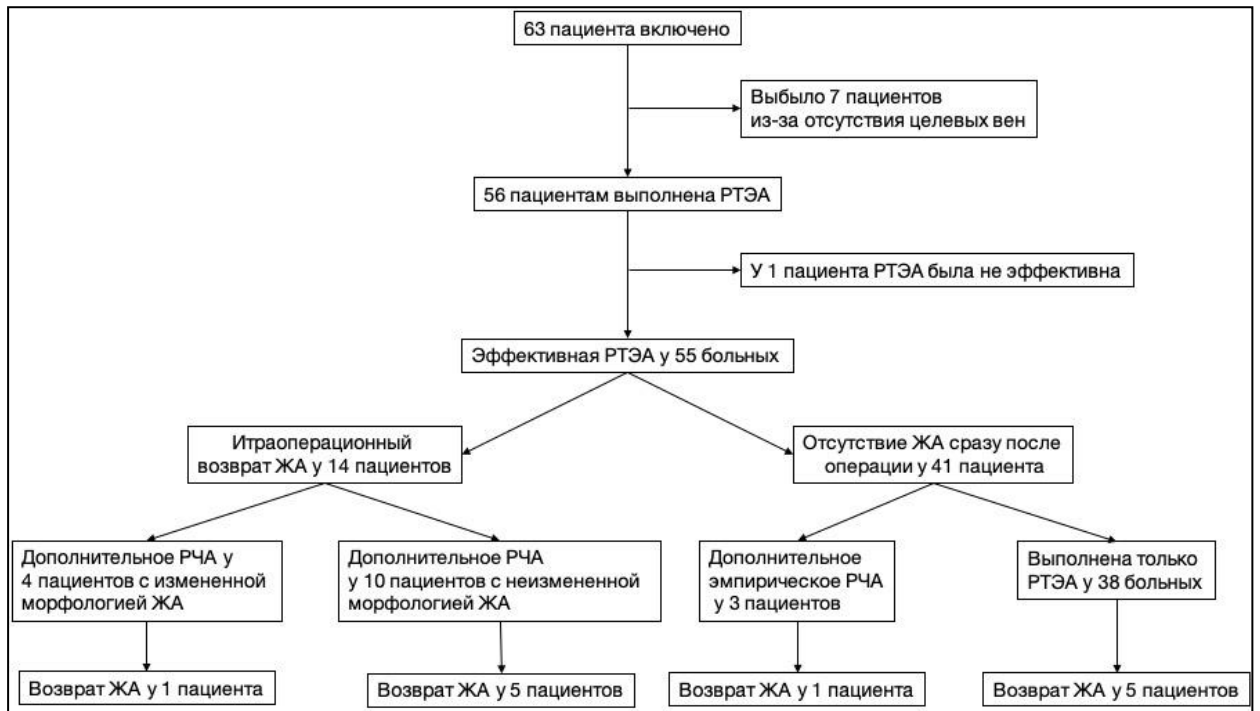 63 пациента включено
Выбыло 7 пациентов
из-за отсутствия целевых вен
56 пациентам выполнена РТЭА
У 1 пациента РТЭА была не эффективна
Эффективная РТЭА у 55 больных
Итраоперационный
возврат ЖА у 14 пациентов
Отсутствие ЖА сразу после
операции у 41 пациента
Дополнительное РЧА у
4 пациентов с измененной
морфологией ЖА
Дополнительное РЧА
у 10 пациентов с неизмененной
морфологией ЖА
Дополнительное
эмпирическое РЧА
у 3 пациентов
Выполнена только
РТЭА у 38 больных
Возврат ЖА у 1 пациента
Возврат ЖА у 5 пациентов
Возврат ЖА у 1 пациента
Возврат ЖА у 5 пациентов